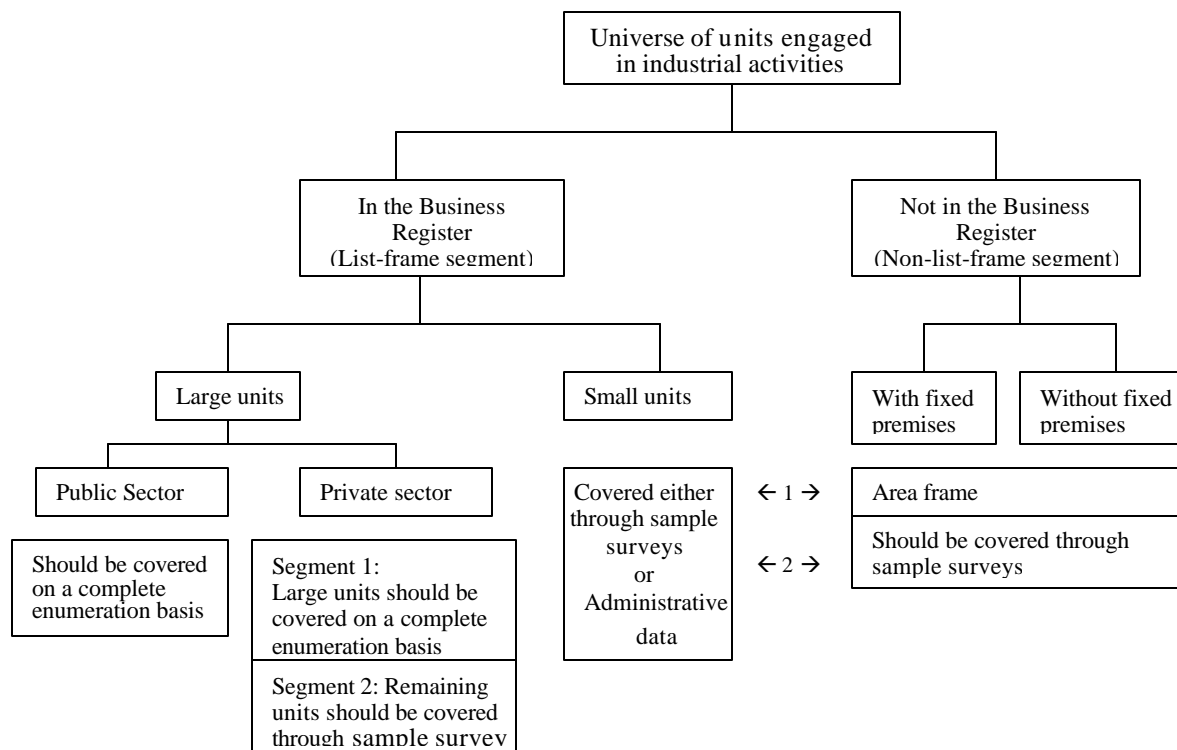 Universe of units engaged
in industrial activities
In the Business
Register
(List-frame segment)
Not in the Business
Register
(Non-list-frame segment)
Large units
Small units
With fixed
premises
Without fixed
premises
Public Sector
Private sector
Covered either
through sample
surveys
or
Administrative
data
← 1 →
← 2 →
Area frame
Should be covered through
sample surveys
Should be covered
on a complete
enumeration basis
Segment 1:
Large units should be
covered on a complete
enumeration basis
Segment 2: Remaining
units should be covered
through sample survey